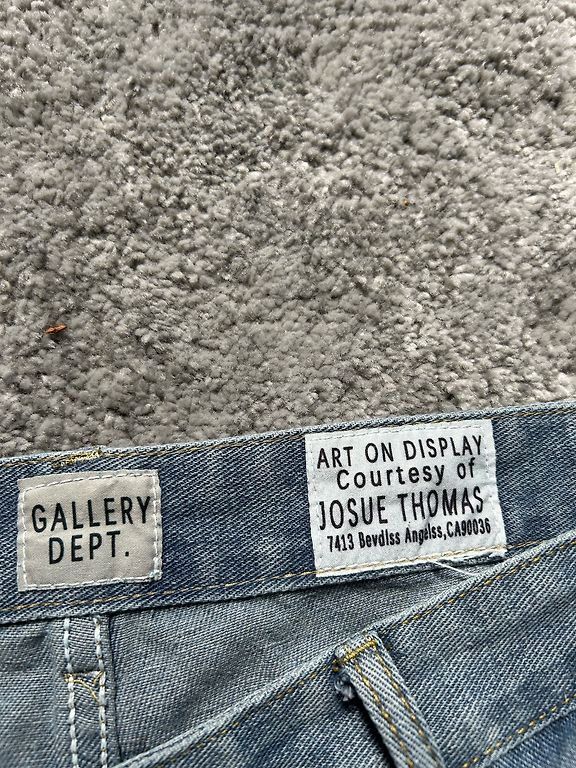 GALLERY
DEPT.
ART ON DISPLAY
Courtesy of
JOSUE THOMAS
7413 Bevdlss Angelss,CA90036